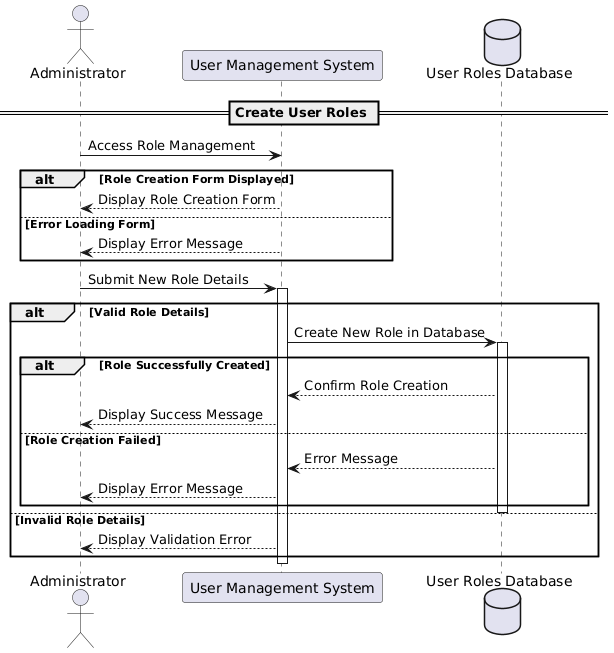 Administrator
User Management System
User Roles Database
Create User Roles
Access Role Management
alt [Role Creation Form Displayed]
Display Role Creation Form
[Error Loading Form]
Display Error Message
Submit New Role Details
alt [Valid Role Details]
Create New Role in Database
alt [Role Successfully Created]
Confirm Role Creation
Display Success Message
[Role Creation Failed]
Error Message
Display Error Message
[Invalid Role Details]
Display Validation Error
Administrator
User Management System
User Roles Database